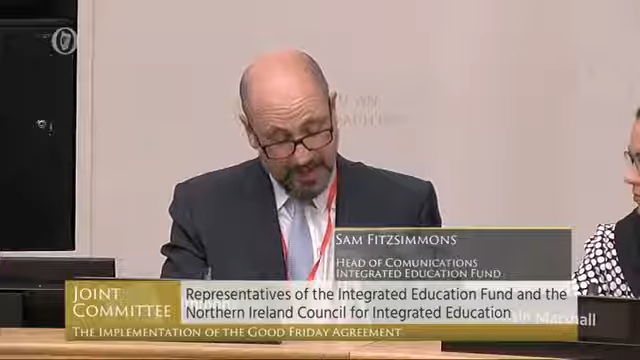 SAM FITZSIMMONS
HEAD OF COMUNICATIONS
INTEGRATED EDUCATION FUND
JOINT
COMMITTEE
Representatives of the Integrated Education Fund and the
Northern Ireland Council for Integrated Education
Marshall
THE IMPLEMENTATION OF THE GOOD FRIDAY AGREEMENT